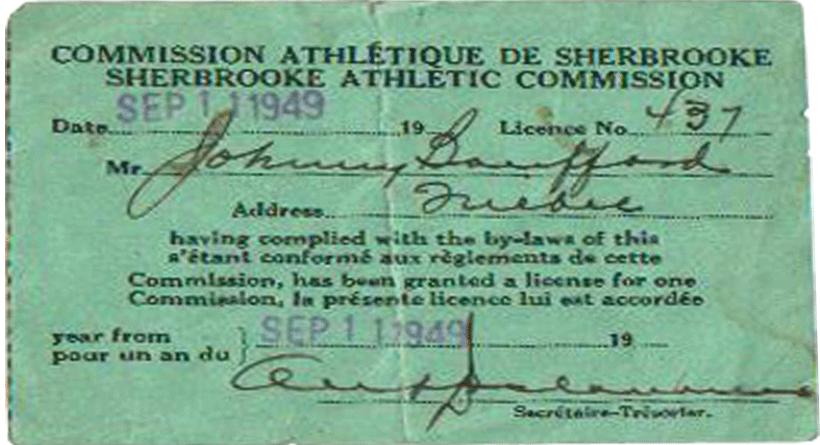 COMMISSION ATHLÉTIQUE DE SHERBROOKE
SHERBROOKE ATHLETIC COMMISSION
Date SEP 1 1 1949 19 Licence No. 437
Mr. Johnny
Address Quebec
having complied with the by-laws of this
s'étant conformé aux règlements de cette
Commission, has been granted a license for one
Commission, la présente licence lui est accordée
year from
pour un an du } SEP 1 1 1949 19
Secrétaire-Trésorier.